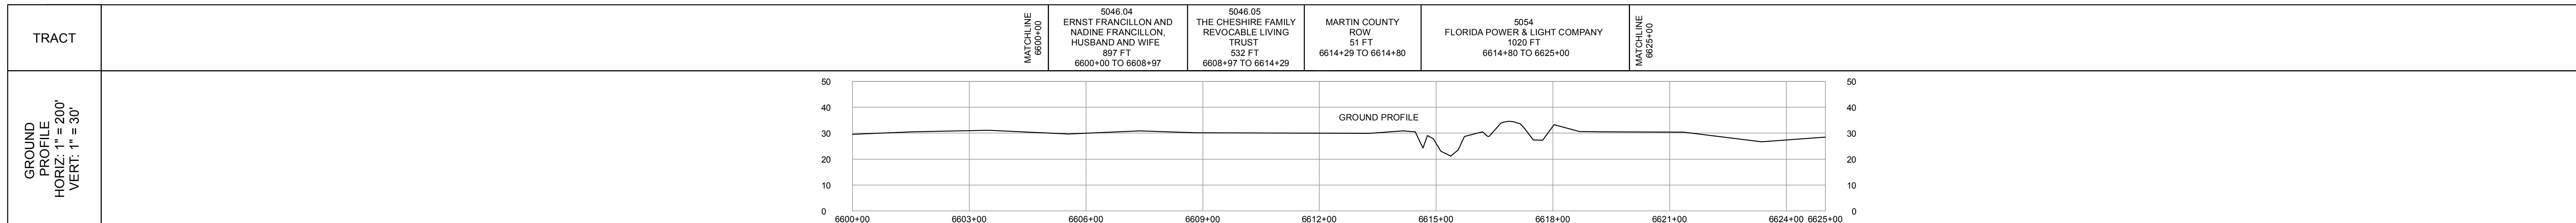 TRACT
MATCHLINE
6600+00
5046.04
ERNST FRANCILLON AND
NADINE FRANCILLON,
HUSBAND AND WIFE
897 FT
6600+00 TO 6608+97
5046.05
THE CHESHIRE FAMILY
REVOCABLE LIVING
TRUST
532 FT
6608+97 TO 6614+29
MARTIN COUNTY
ROW
51 FT
6614+29 TO 6614+80
5054
FLORIDA POWER & LIGHT COMPANY
1020 FT
6614+80 TO 6625+00
MATCHLINE
6625+00
GROUND
PROFILE
HORIZ: 1" = 200'
VERT: 1" = 30'
50
40
30
20
10
0
GROUND PROFILE
50
40
30
20
10
0
6600+00
6603+00
6606+00
6609+00
6612+00
6615+00
6618+00
6621+00
6624+00
6625+00